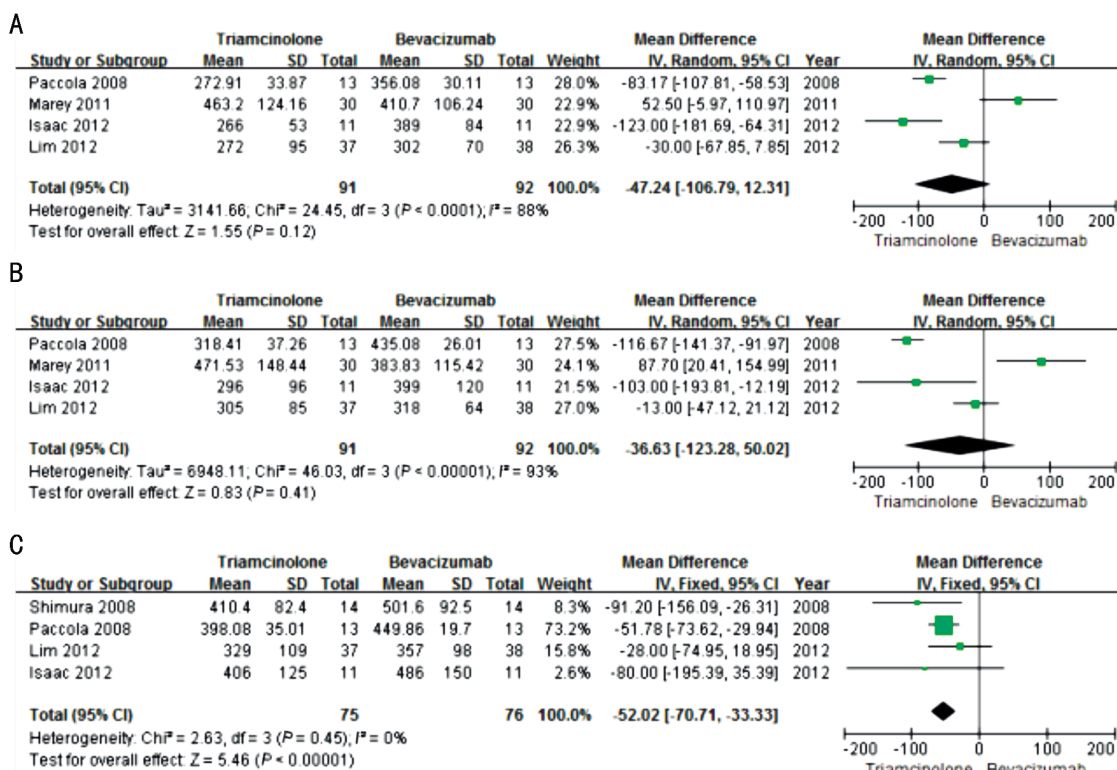 A
Triamcinolone Bevacizumab Mean Difference Mean Difference
Study or Subgroup Mean SD Total Mean SD Total Weight IV, Random, 95% CI Year IV, Random, 95% CI
Paccola 2008 272.91 33.87 13 356.08 30.11 13 28.0% -83.17 [-107.81, -58.53] 2008
Marey 2011 463.2 124.16 30 410.7 106.24 30 22.9% 52.50 [-5.97, 110.97] 2011
Isaac 2012 266 53 11 389 84 11 22.9% -123.00 [-181.69, -64.31] 2012
Lim 2012 272 95 37 302 70 38 26.3% -30.00 [-67.85, 7.85] 2012
Total (95% CI) 91 92 100.0% -47.24 [-106.79, 12.31]
Heterogeneity: Tau² = 3141.66; Chi² = 24.45, df = 3 (P < 0.0001); I² = 88%
Test for overall effect: Z = 1.55 (P = 0.12)
-200 -100 0 100 200
Triamcinolone Bevacizumab
B
Triamcinolone Bevacizumab Mean Difference Mean Difference
Study or Subgroup Mean SD Total Mean SD Total Weight IV, Random, 95% CI Year IV, Random, 95% CI
Paccola 2008 318.41 37.26 13 435.08 26.01 13 27.5% -116.67 [-141.37, -91.97] 2008
Marey 2011 471.53 148.44 30 383.83 115.42 30 24.1% 87.70 [20.41, 154.99] 2011
Isaac 2012 296 96 11 399 120 11 21.5% -103.00 [-193.81, -12.19] 2012
Lim 2012 305 85 37 318 64 38 27.0% -13.00 [-47.12, 21.12] 2012
Total (95% CI) 91 92 100.0% -36.63 [-123.28, 50.02]
Heterogeneity: Tau² = 6948.11; Chi² = 46.03, df = 3 (P < 0.00001); I² = 93%
Test for overall effect: Z = 0.83 (P = 0.41)
-200 -100 0 100 200
Triamcinolone Bevacizumab
C
Triamcinolone Bevacizumab Mean Difference Mean Difference
Study or Subgroup Mean SD Total Mean SD Total Weight IV, Fixed, 95% CI Year IV, Fixed, 95% CI
Shimura 2008 410.4 82.4 14 501.6 92.5 14 8.3% -91.20 [-156.09, -26.31] 2008
Paccola 2008 398.08 35.01 13 449.86 19.7 13 73.2% -51.78 [-73.62, -29.94] 2008
Lim 2012 329 109 37 357 98 38 15.8% -28.00 [-74.95, 18.95] 2012
Isaac 2012 406 125 11 486 150 11 2.6% -80.00 [-195.39, 35.39] 2012
Total (95% CI) 75 76 100.0% -52.02 [-70.71, -33.33]
Heterogeneity: Chi² = 2.63, df = 3 (P = 0.45); I² = 0%
Test for overall effect: Z = 5.46 (P < 0.00001)
-200 -100 0 100 200
Triamcinolone Bevacizumab